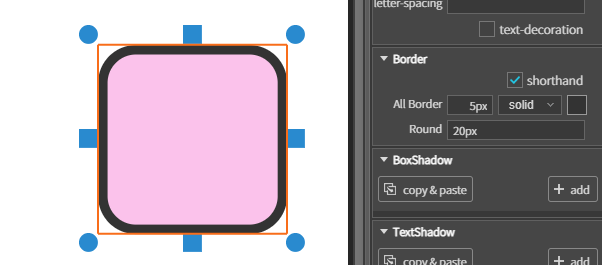 letter-spacing
text-decoration
Border
shorthand
All Border 5px solid
Round 20px
BoxShadow
copy & paste + add
TextShadow
copy & paste + add